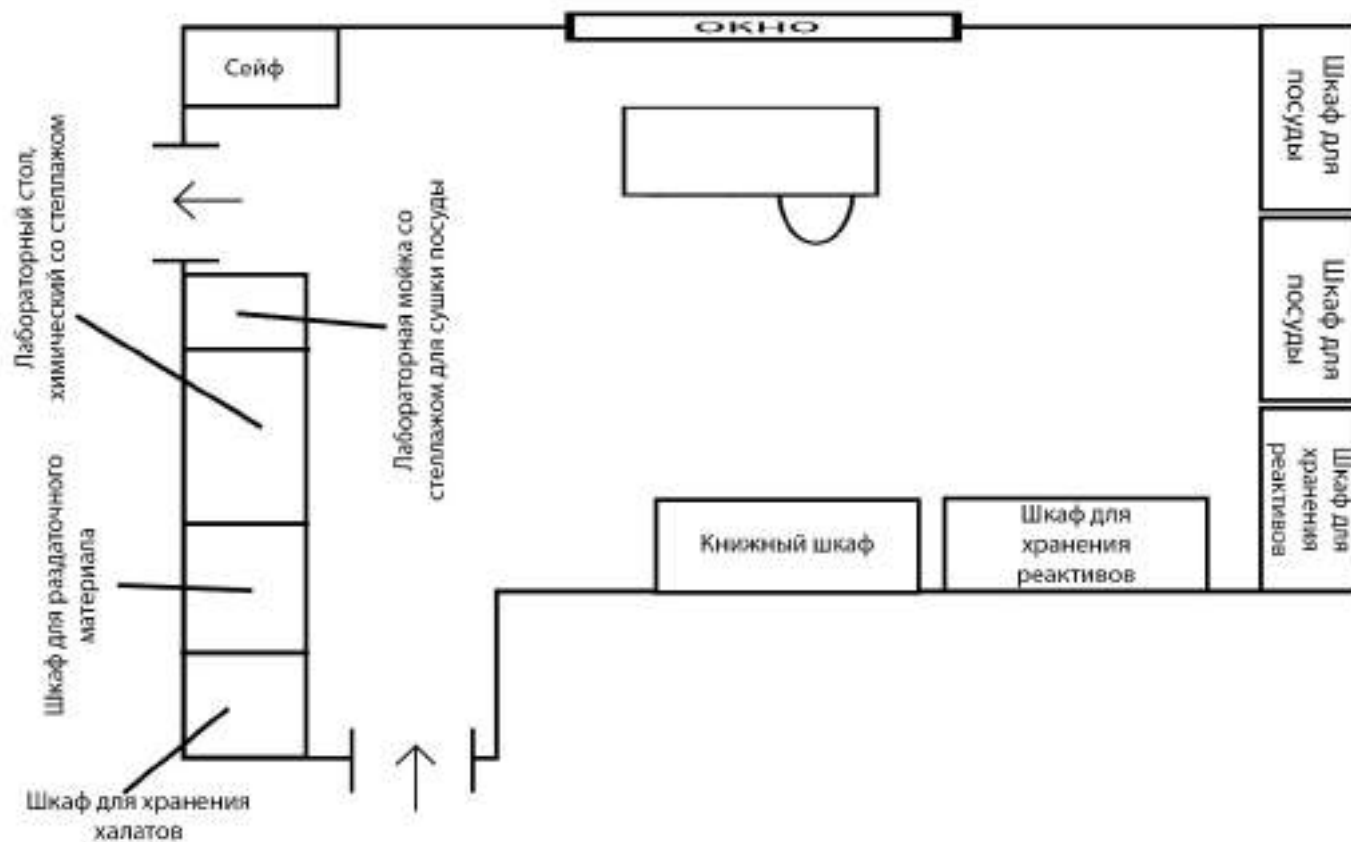 ОКНО
Сейф
Шкаф для
посуды
Лабораторный стол,
химический со стеллажом
Лабораторная мойка со
стеллажом для сушки посуды
Шкаф для
посуды
Шкаф для раздаточного
материала
Книжный шкаф
Шкаф для
хранения
реактивов
Шкаф для
хранения
реактивов
Шкаф для хранения
халатов